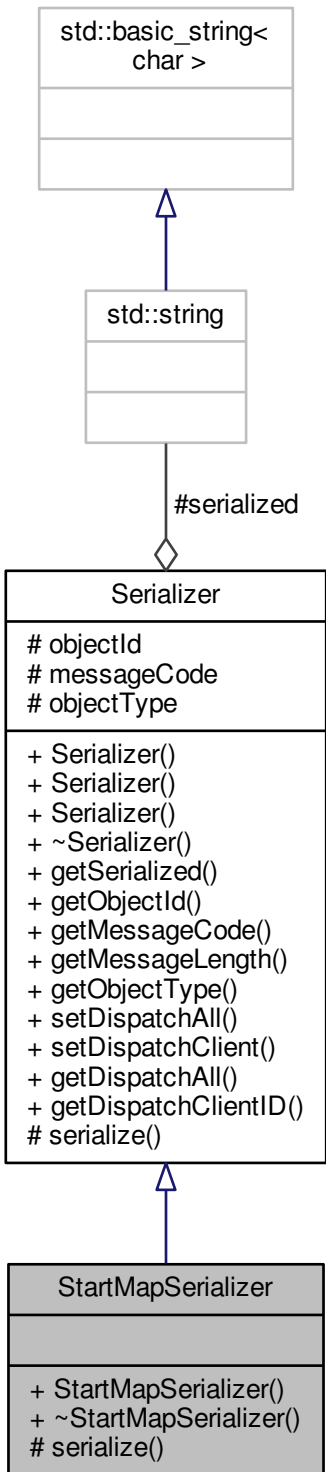 std::basic_string<
char >
std::string
#serialized
Serializer
# objectId
# messageCode
# objectType
+ Serializer()
+ Serializer()
+ Serializer()
+ ~Serializer()
+ getSerialized()
+ getObjectId()
+ getMessageCode()
+ getMessageLength()
+ getObjectType()
+ setDispatchAll()
+ setDispatchClient()
+ getDispatchAll()
+ getDispatchClientID()
# serialize()
StartMapSerializer
+ StartMapSerializer()
+ ~StartMapSerializer()
# serialize()